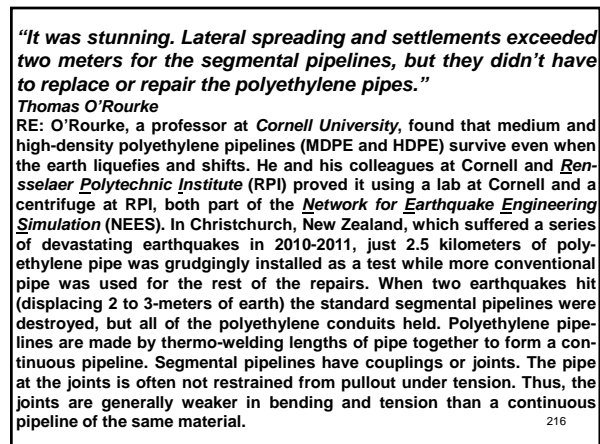 “It was stunning. Lateral spreading and settlements exceeded
two meters for the segmental pipelines, but they didn’t have
to replace or repair the polyethylene pipes.”
Thomas O’Rourke
RE: O’Rourke, a professor at Cornell University, found that medium and
high-density polyethylene pipelines (MDPE and HDPE) survive even when
the earth liquefies and shifts. He and his colleagues at Cornell and Ren-
sselaer Polytechnic Institute (RPI) proved it using a lab at Cornell and a
centrifuge at RPI, both part of the Network for Earthquake Engineering
Simulation (NEES). In Christchurch, New Zealand, which suffered a series
of devastating earthquakes in 2010-2011, just 2.5 kilometers of poly-
ethylene pipe was grudgingly installed as a test while more conventional
pipe was used for the rest of the repairs. When two earthquakes hit
(displacing 2 to 3-meters of earth) the standard segmental pipelines were
destroyed, but all of the polyethylene conduits held. Polyethylene pipe-
lines are made by thermo-welding lengths of pipe together to form a con-
tinuous pipeline. Segmental pipelines have couplings or joints. The pipe
at the joints is often not restrained from pullout under tension. Thus, the
joints are generally weaker in bending and tension than a continuous
pipeline of the same material.
216